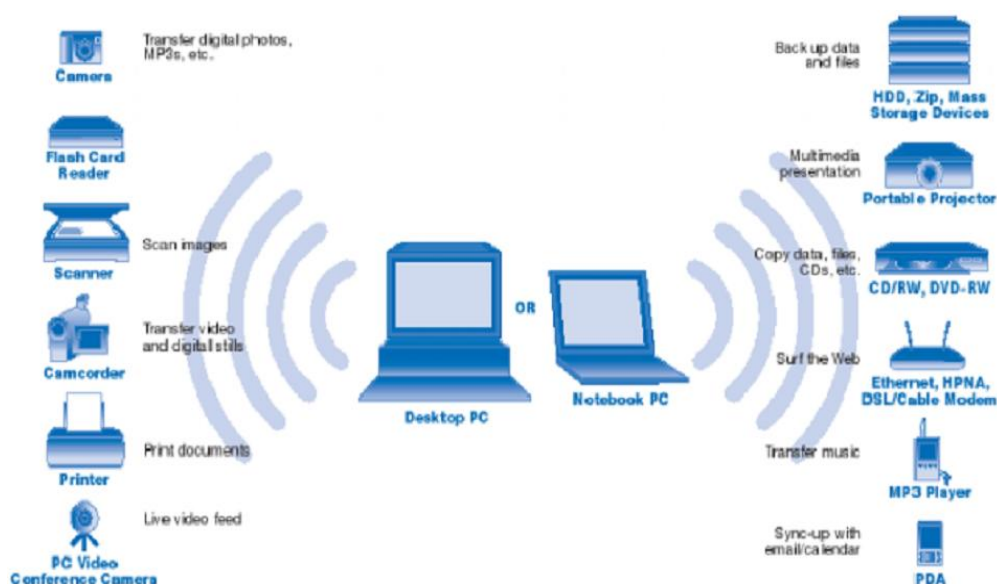 Transfer digital photos,
MP3s, etc.
Camera
Flash Card
Reader
Scan images
Scanner
Transfer video
and digital stills
Camcorder
Print documents
Printer
Live video feed
PC Video
Conference Camera
Desktop PC
OR
Notebook PC
Back up data
and files
HDD, Zip, Mass
Storage Devices
Multimedia
presentation
Portable Projector
Copy data, files,
CDs, etc.
CD/RW, DVD-RW
Surf the Web
Ethernet, HPNA,
DSL/Cable Modem
Transfer music
MP3 Player
Sync-up with
email/calendar
PDA